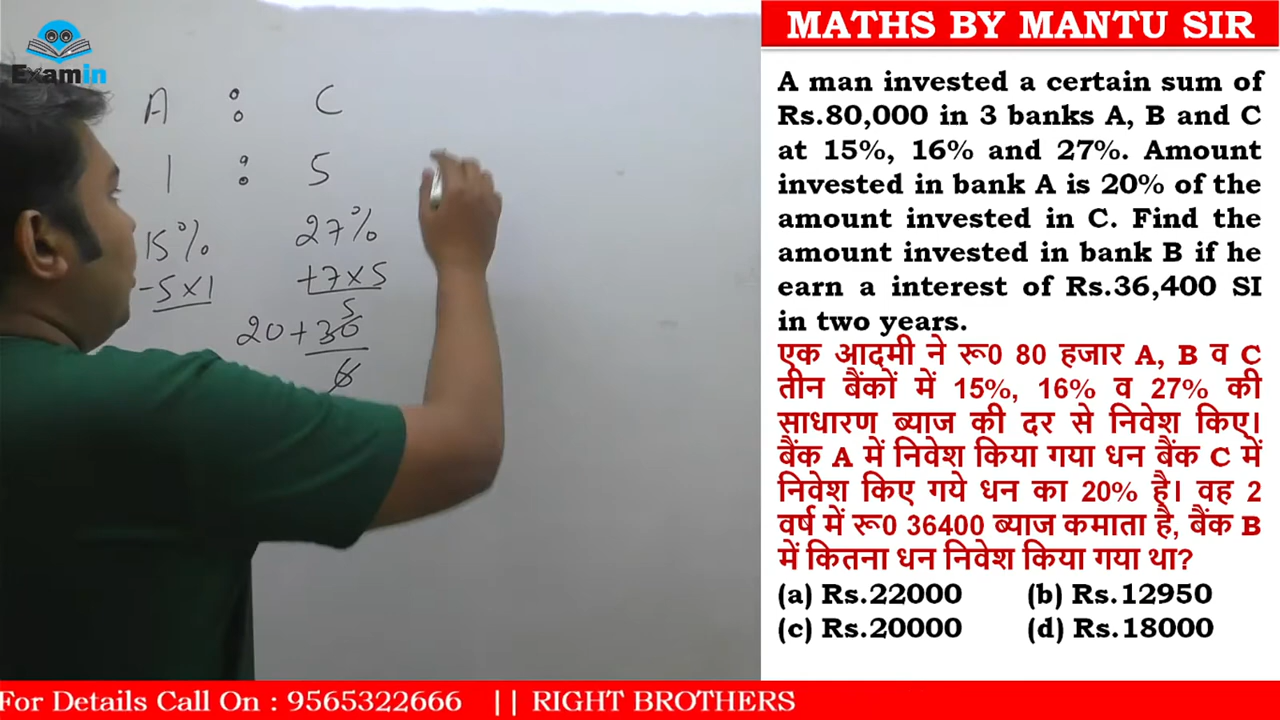 Examin
A : C
1 : 5
15% 27%
-5×1 +7×5
5
20+30
6
MATHS BY MANTU SIR
A man invested a certain sum of
Rs.80,000 in 3 banks A, B and C
at 15%, 16% and 27%. Amount
invested in bank A is 20% of the
amount invested in C. Find the
amount invested in bank B if he
earn a interest of Rs.36,400 SI
in two years.
एक आदमी ने रू0 80 हजार A, B व C
तीन बैंकों में 15%, 16% व 27% की
साधारण ब्याज की दर से निवेश किए।
बैंक A में निवेश किया गया धन बैंक C में
निवेश किए गये धन का 20% है। वह 2
वर्ष में रू0 36400 ब्याज कमाता है, बैंक B
में कितना धन निवेश किया गया था?
(a) Rs.22000 (b) Rs.12950
(c) Rs.20000 (d) Rs.18000
For Details Call On : 9565322666 || RIGHT BROTHERS